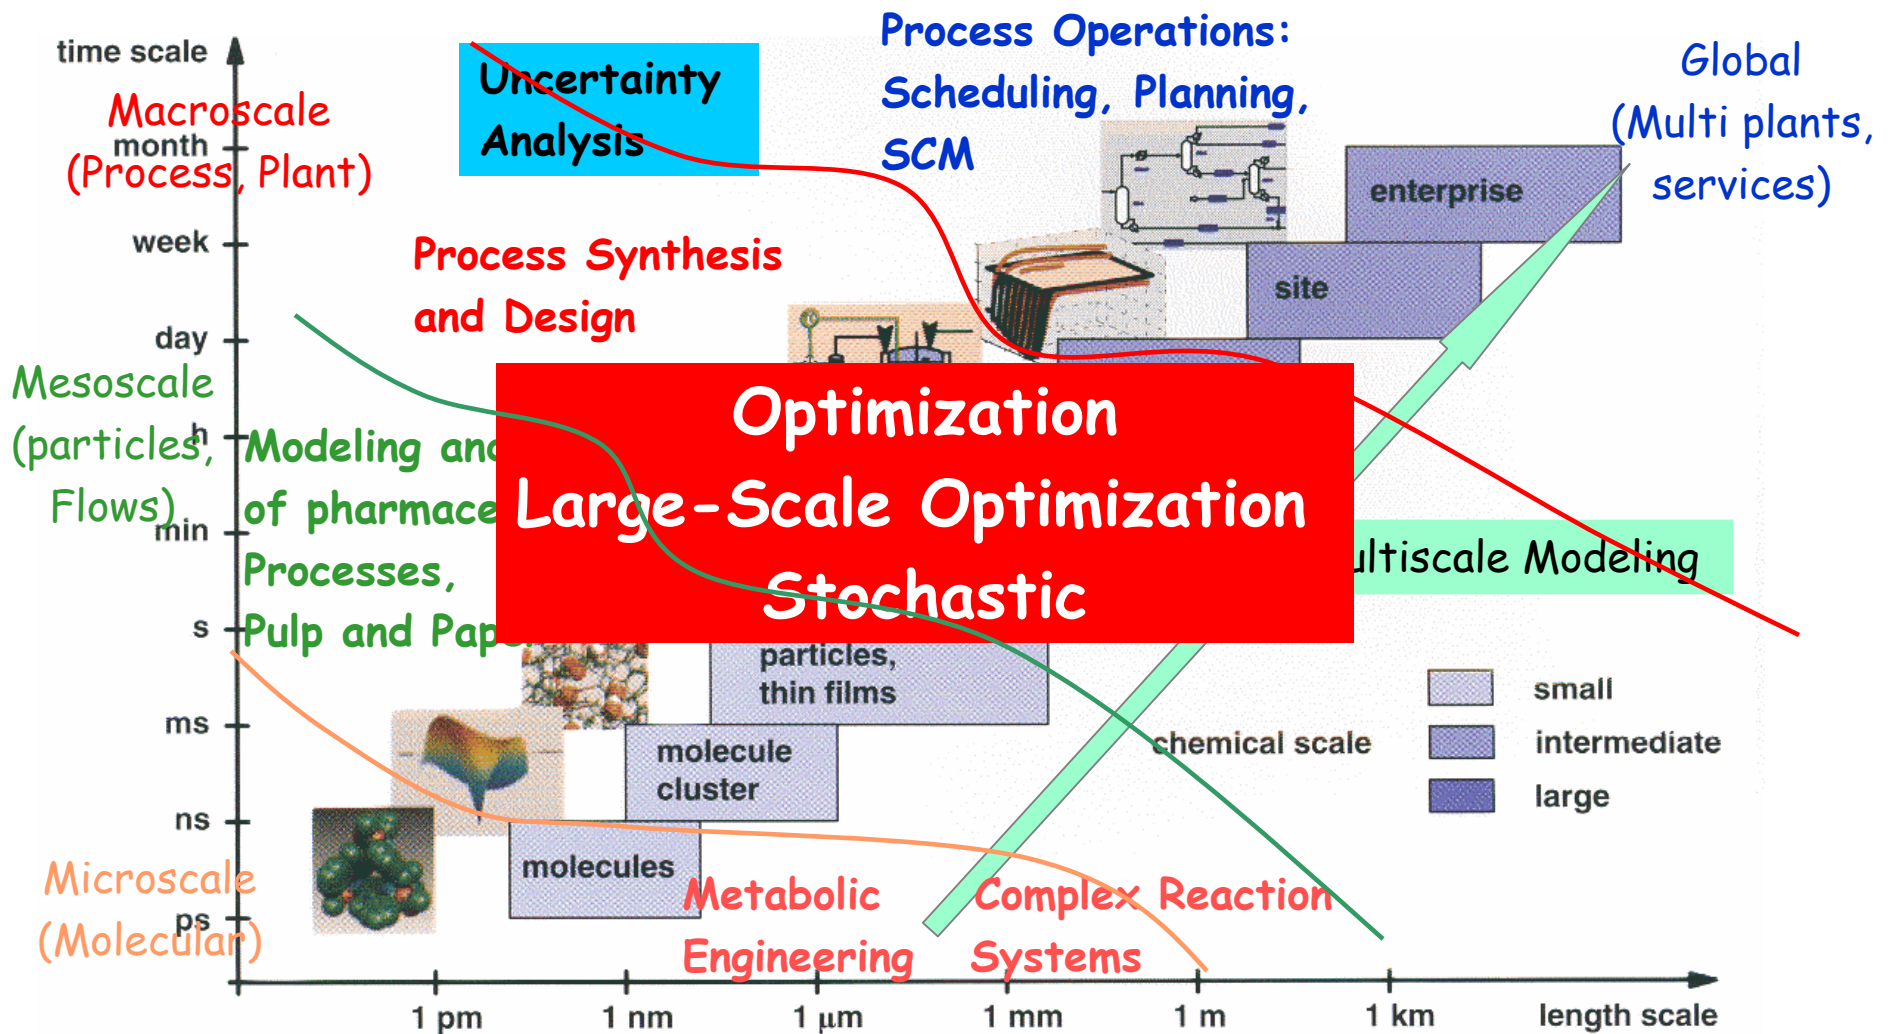 time scale
Macroscale
month
(Process, Plant)
week
day
Mesoscale
h
(particles,
Flows)
min
s
ms
ns
Microscale
ps
(Molecular)
Uncertainty
Analysis
Process Operations:
Scheduling, Planning,
SCM
Global
(Multi plants,
services)
enterprise
site
Process Synthesis
and Design
Optimization
Large-Scale Optimization
Stochastic
Modeling and
of pharmace
Processes,
Pulp and Pap
ultiscale Modeling
particles,
thin films
molecule
cluster
molecules
chemical scale
small
intermediate
large
Metabolic
Engineering
Complex Reaction
Systems
1 pm
1 nm
1 μm
1 mm
1 m
1 km
length scale